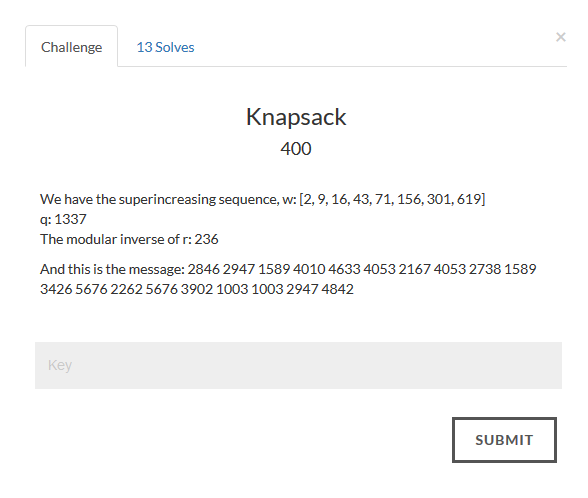 Challenge
13 Solves
×
Knapsack
400
We have the superincreasing sequence, w: [2, 9, 16, 43, 71, 156, 301, 619]
q: 1337
The modular inverse of r: 236
And this is the message: 2846 2947 1589 4010 4633 4053 2167 4053 2738 1589
3426 5676 2262 5676 3902 1003 1003 2947 4842
Key
SUBMIT